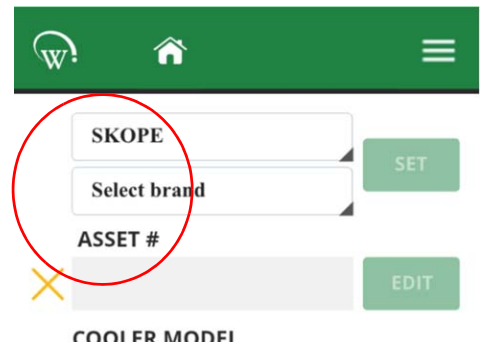 W
SKOPE
SET
Select brand
ASSET #
EDIT
COOLER MODEL